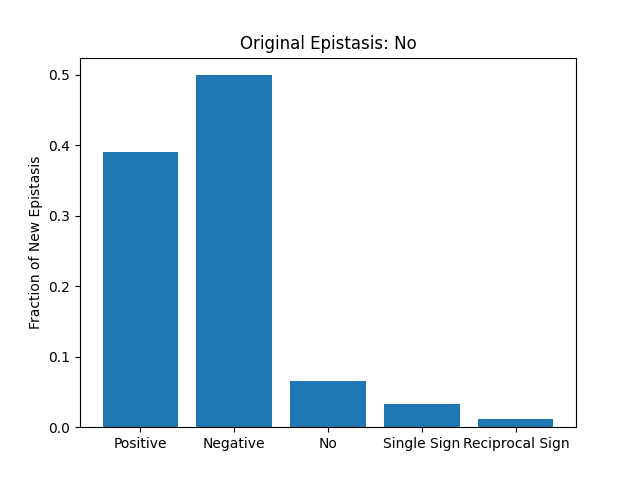 Original Epistasis: No
Fraction of New Epistasis
0.5
0.4
0.3
0.2
0.1
0.0
Positive Negative No Single Sign Reciprocal Sign